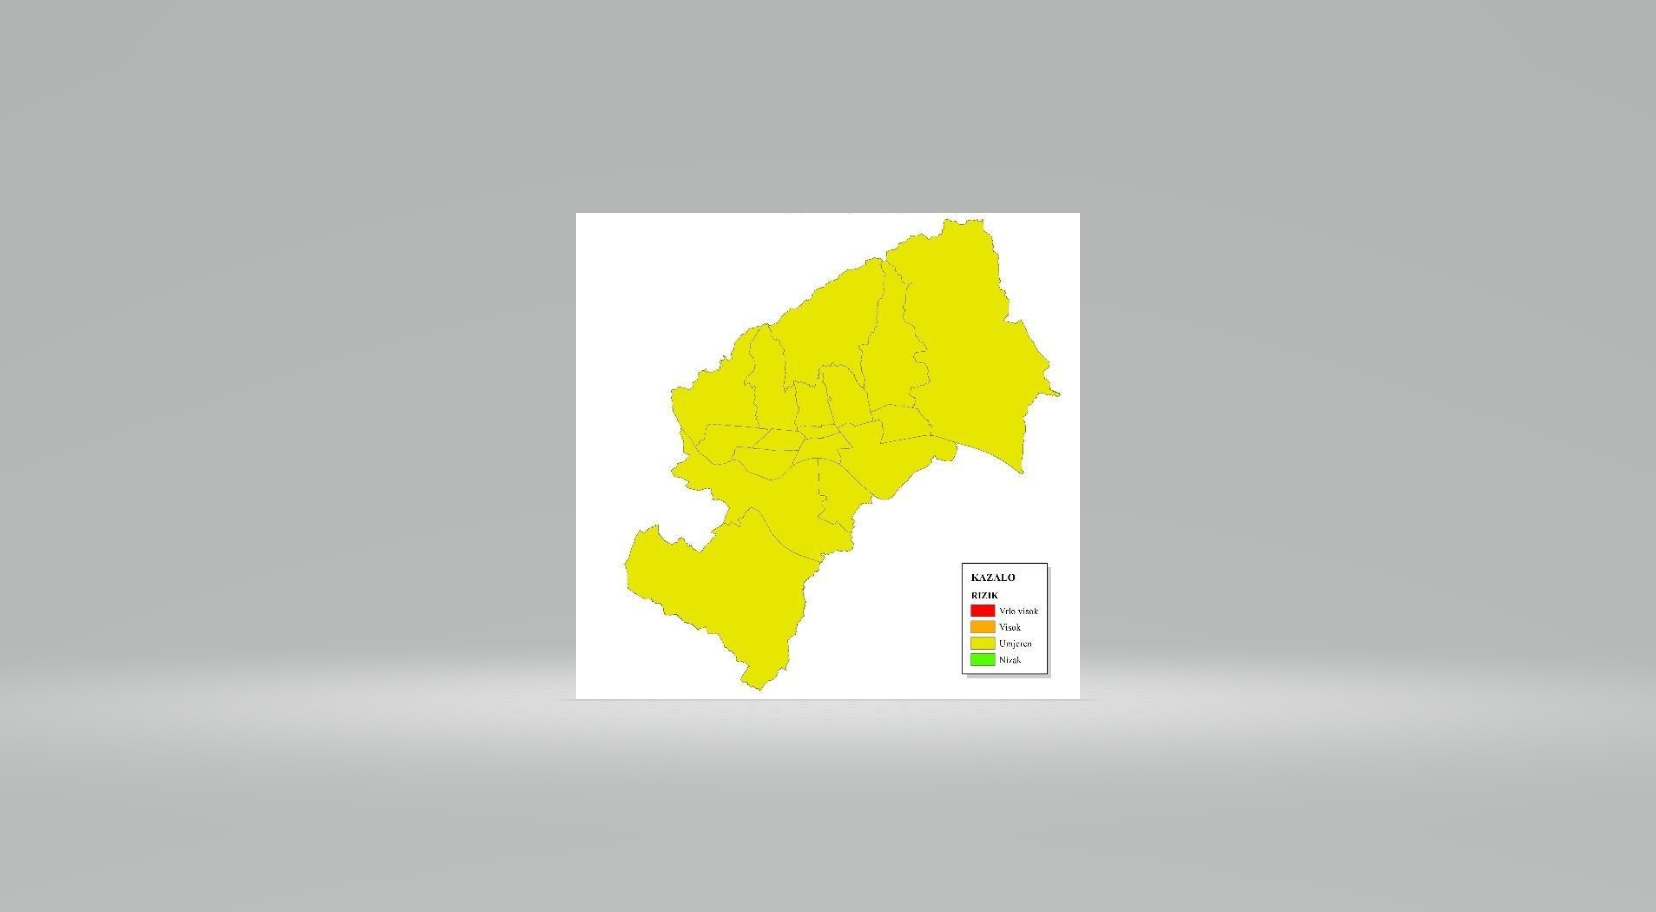 KAZALO
RIZIK
Vrlo visok
Visok
Umjeren
Nizak